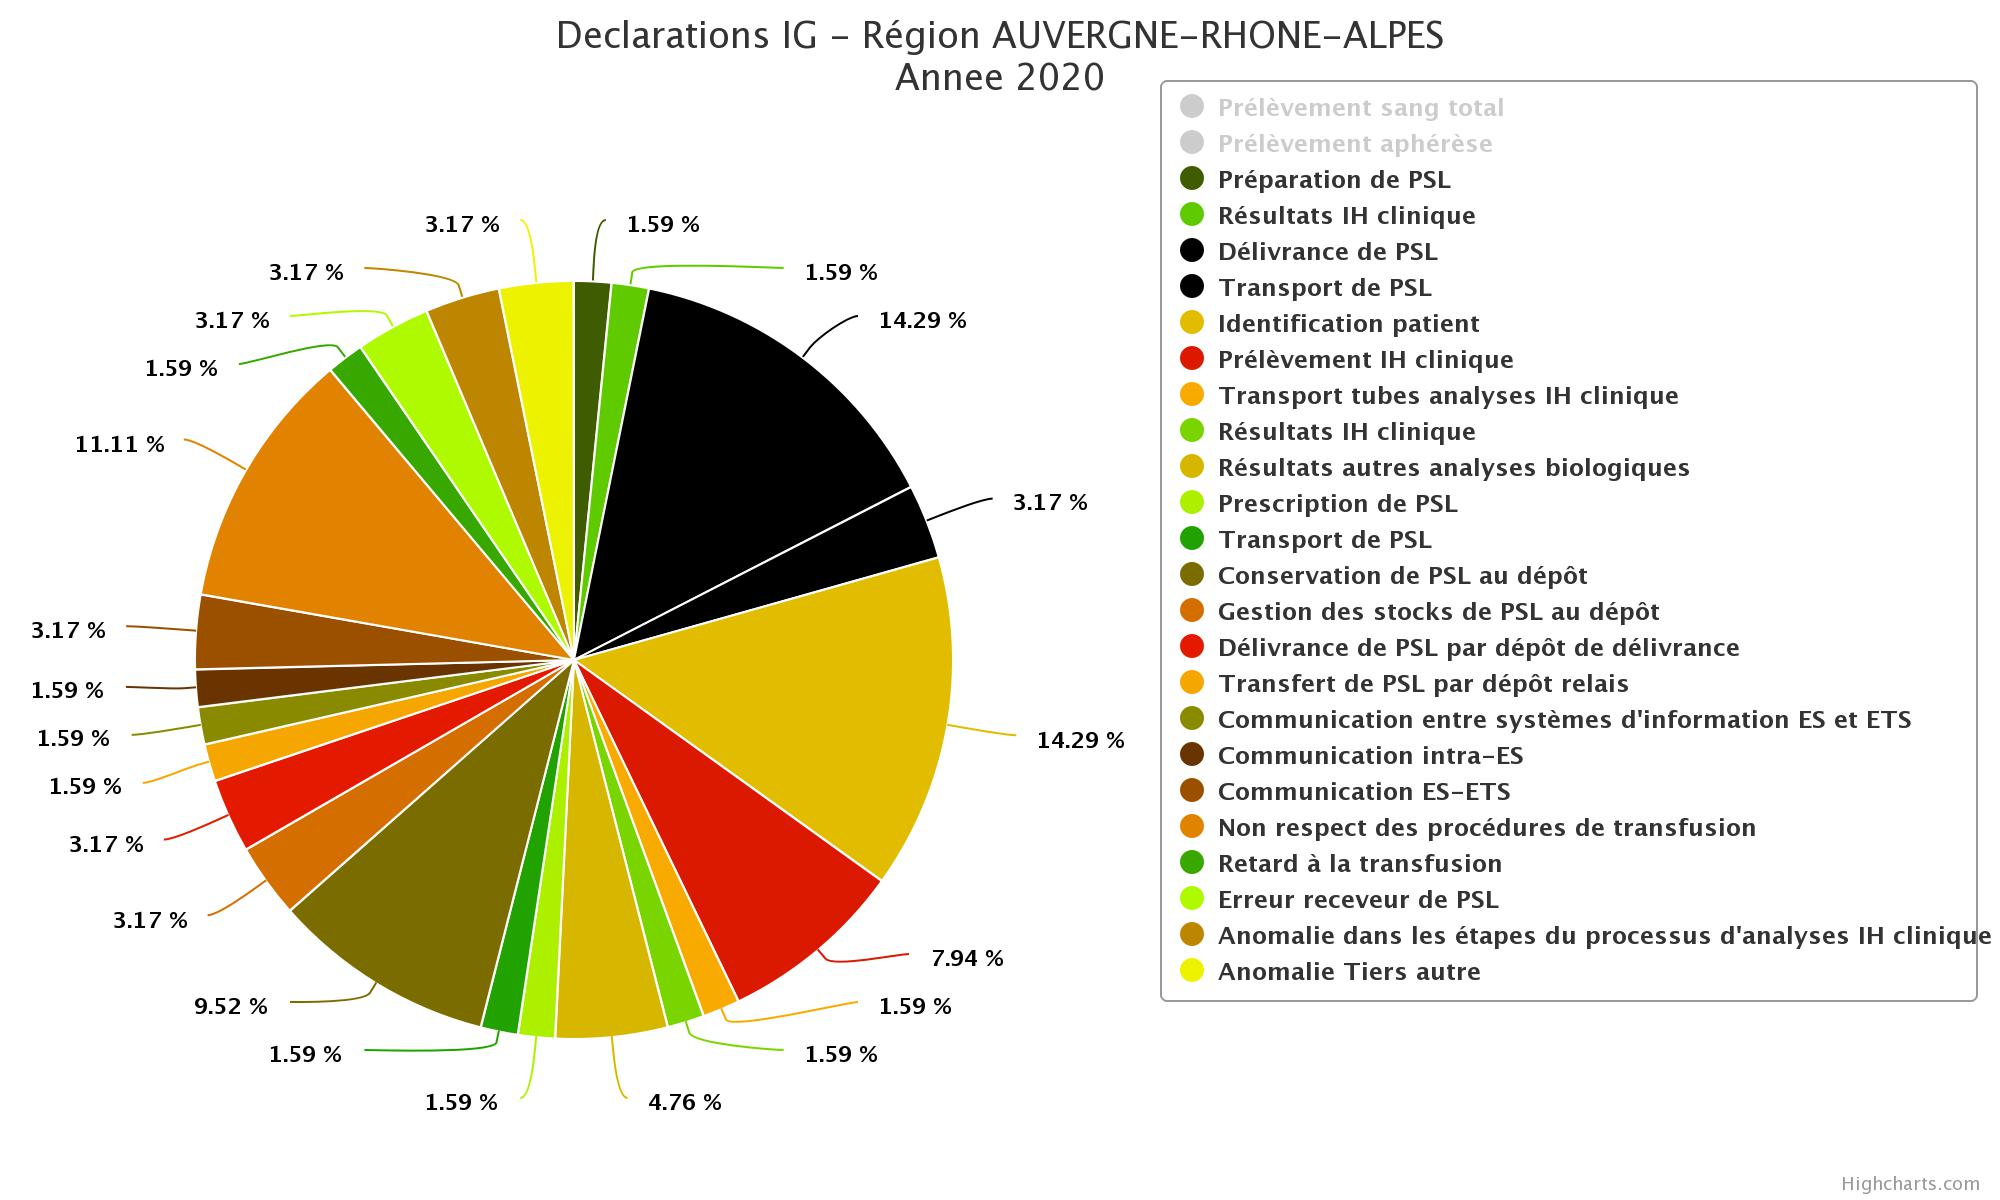 Declarations IG – Région AUVERGNE–RHONE–ALPES
Annee 2020
Prélèvement sang total
Prélèvement aphérèse
Préparation de PSL
Résultats IH clinique
Délivrance de PSL
Transport de PSL
Identification patient
Prélèvement IH clinique
Transport tubes analyses IH clinique
Résultats IH clinique
Résultats autres analyses biologiques
Prescription de PSL
Transport de PSL
Conservation de PSL au dépôt
Gestion des stocks de PSL au dépôt
Délivrance de PSL par dépôt de délivrance
Transfert de PSL par dépôt relais
Communication entre systèmes d'information ES et ETS
Communication intra–ES
Communication ES–ETS
Non respect des procédures de transfusion
Retard à la transfusion
Erreur receveur de PSL
Anomalie dans les étapes du processus d'analyses IH clinique
Anomalie Tiers autre
1.59 %
1.59 %
14.29 %
3.17 %
14.29 %
7.94 %
1.59 %
1.59 %
4.76 %
1.59 %
1.59 %
9.52 %
3.17 %
3.17 %
1.59 %
1.59 %
1.59 %
3.17 %
11.11 %
1.59 %
3.17 %
3.17 %
3.17 %
Highcharts.com